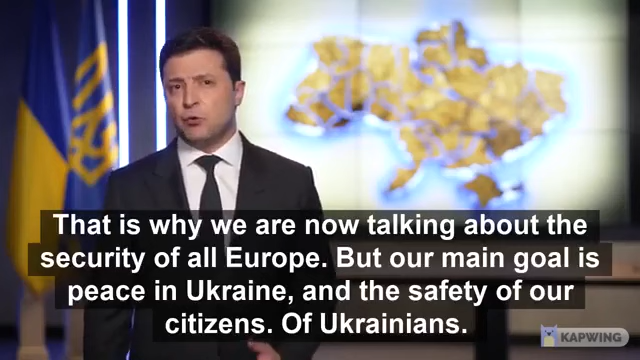 That is why we are now talking about the
security of all Europe. But our main goal is
peace in Ukraine, and the safety of our
citizens. Of Ukrainians.
KAPWING